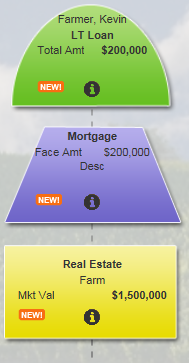 Farmer, Kevin
LT Loan
Total Amt $200,000
NEW!
i
Mortgage
Face Amt $200,000
Desc
NEW!
i
Real Estate
Farm
Mkt Val $1,500,000
NEW!
i